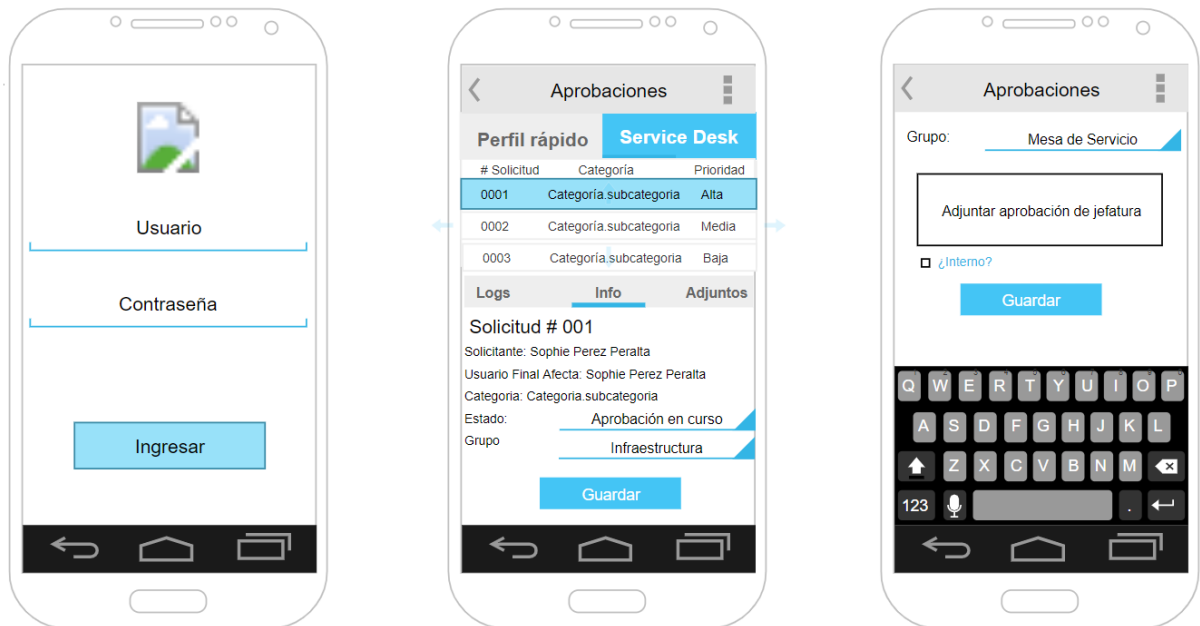 Usuario
Contraseña
Ingresar
Aprobaciones
Perfil rápido Service Desk
# Solicitud Categoría Prioridad
0001 Categoría.subcategoria Alta
0002 Categoría.subcategoria Media
0003 Categoría.subcategoria Baja
Logs Info Adjuntos
Solicitud # 001
Solicitante: Sophie Perez Peralta
Usuario Final Afecta: Sophie Perez Peralta
Categoria: Categoria.subcategoria
Estado: Aprobación en curso
Grupo Infraestructura
Guardar
Aprobaciones
Grupo: Mesa de Servicio
Adjuntar aprobación de jefatura
¿Interno?
Guardar
Q W E R T Y U I O P
A S D F G H J K L
Z X C V B N M
123 .